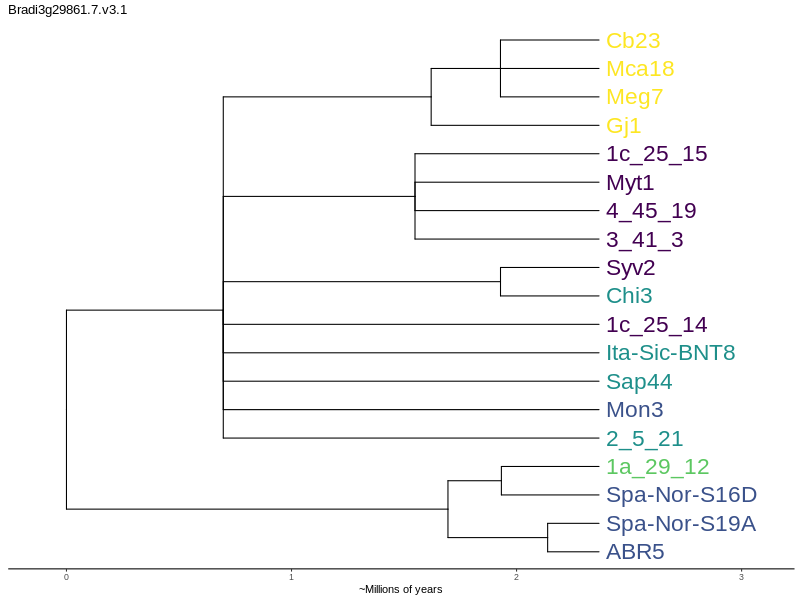 Bradi3g29861.7.v3.1
Cb23
Mca18
Meg7
Gj1
1c_25_15
Myt1
4_45_19
3_41_3
Syv2
Chi3
1c_25_14
Ita-Sic-BNT8
Sap44
Mon3
2_5_21
1a_29_12
Spa-Nor-S16D
Spa-Nor-S19A
ABR5
0 1 2 3
~Millions of years